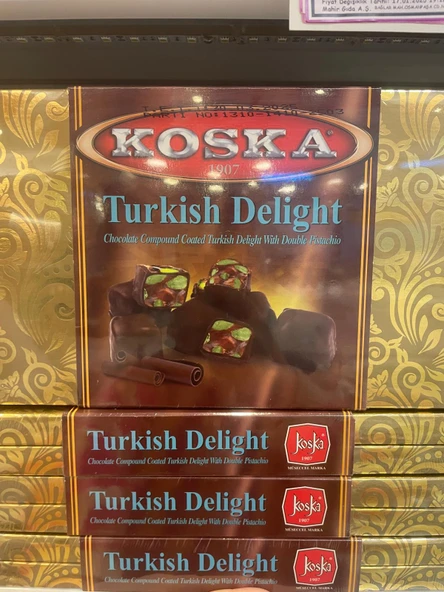 Mahir Gıda A.Ş.
KOSKA
1907
Turkish Delight
Chocolate Compound Coated Turkish Delight With Double Pistachio
Turkish Delight
Chocolate Compound Coated Turkish Delight With Double Pistachio
Koska
1907
Turkish Delight
Chocolate Compound Coated Turkish Delight With Double Pistachio
Koska
1907
Turkish Delight
Chocolate Compound Coated Turkish Delight With Double Pistachio
Koska
1907